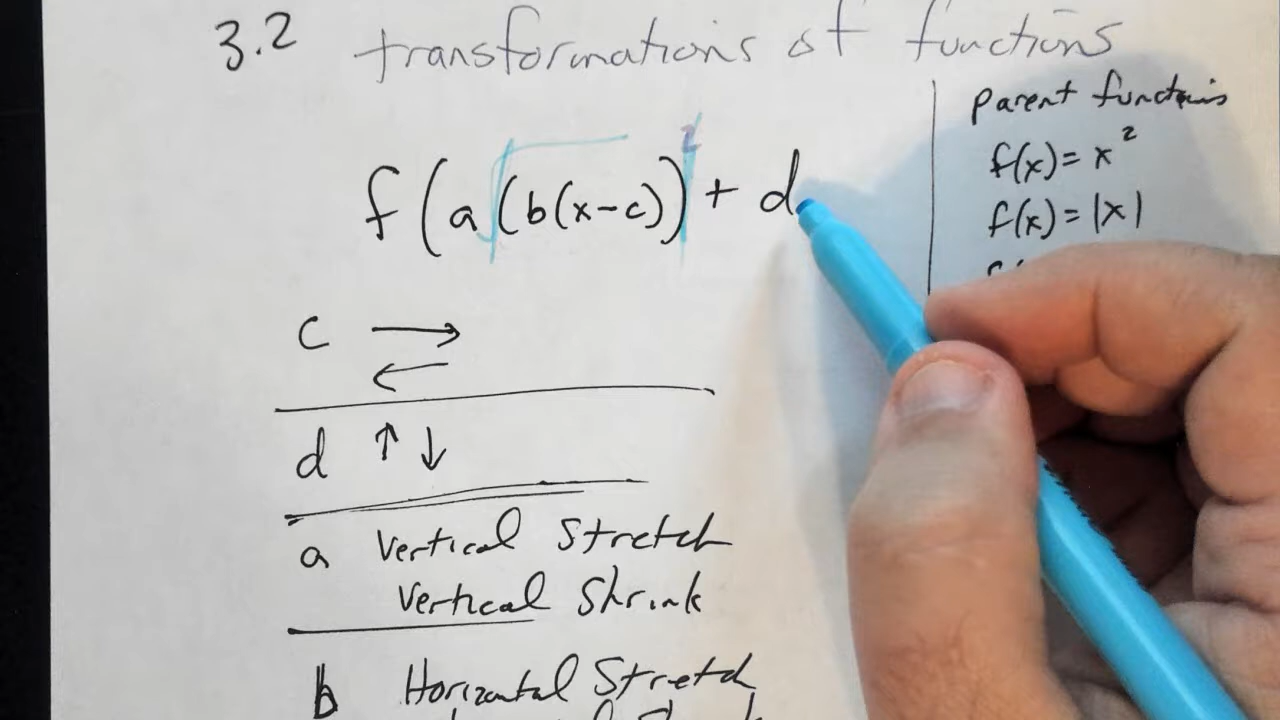 3.2 transformations of functions
parent functions
f(x) = x²
f(x) = |x|
f(a(b(x-c))² + d
c → ←
d ↑ ↓
a Vertical Stretch
Vertical Shrink
b Horizontal Stretch